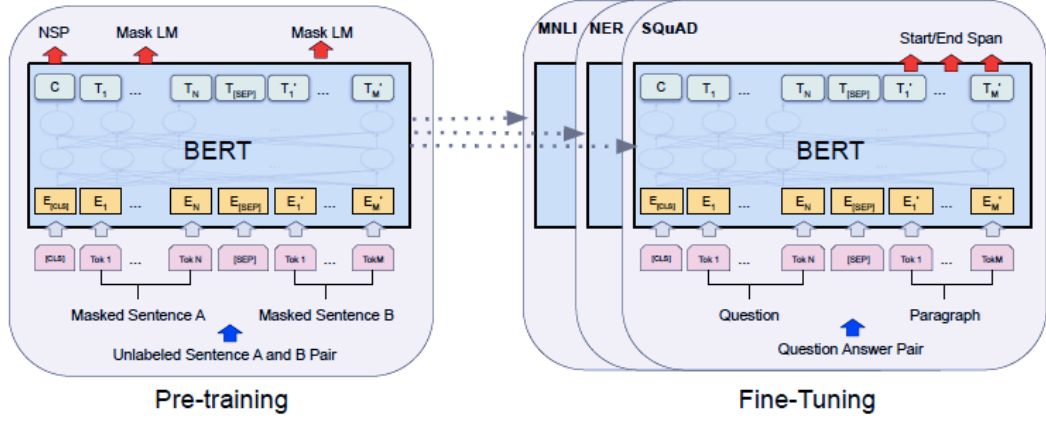 NSP Mask LM Mask LM
C T1 ... TN T[SEP] T1' ... TM'
BERT
E[CLS] E1 ... EN E[SEP] E1' ... EM'
[CLS] Tok 1 ... Tok N [SEP] Tok 1 ... TokM
Masked Sentence A Masked Sentence B
Unlabeled Sentence A and B Pair
Pre-training
MNLI NER SQuAD
Start/End Span
C T1 ... TN T[SEP] T1' ... TM'
BERT
E[CLS] E1 ... EN E[SEP] E1' ... EM'
[CLS] Tok 1 ... Tok N [SEP] Tok 1 ... TokM
Question Paragraph
Question Answer Pair
Fine-Tuning